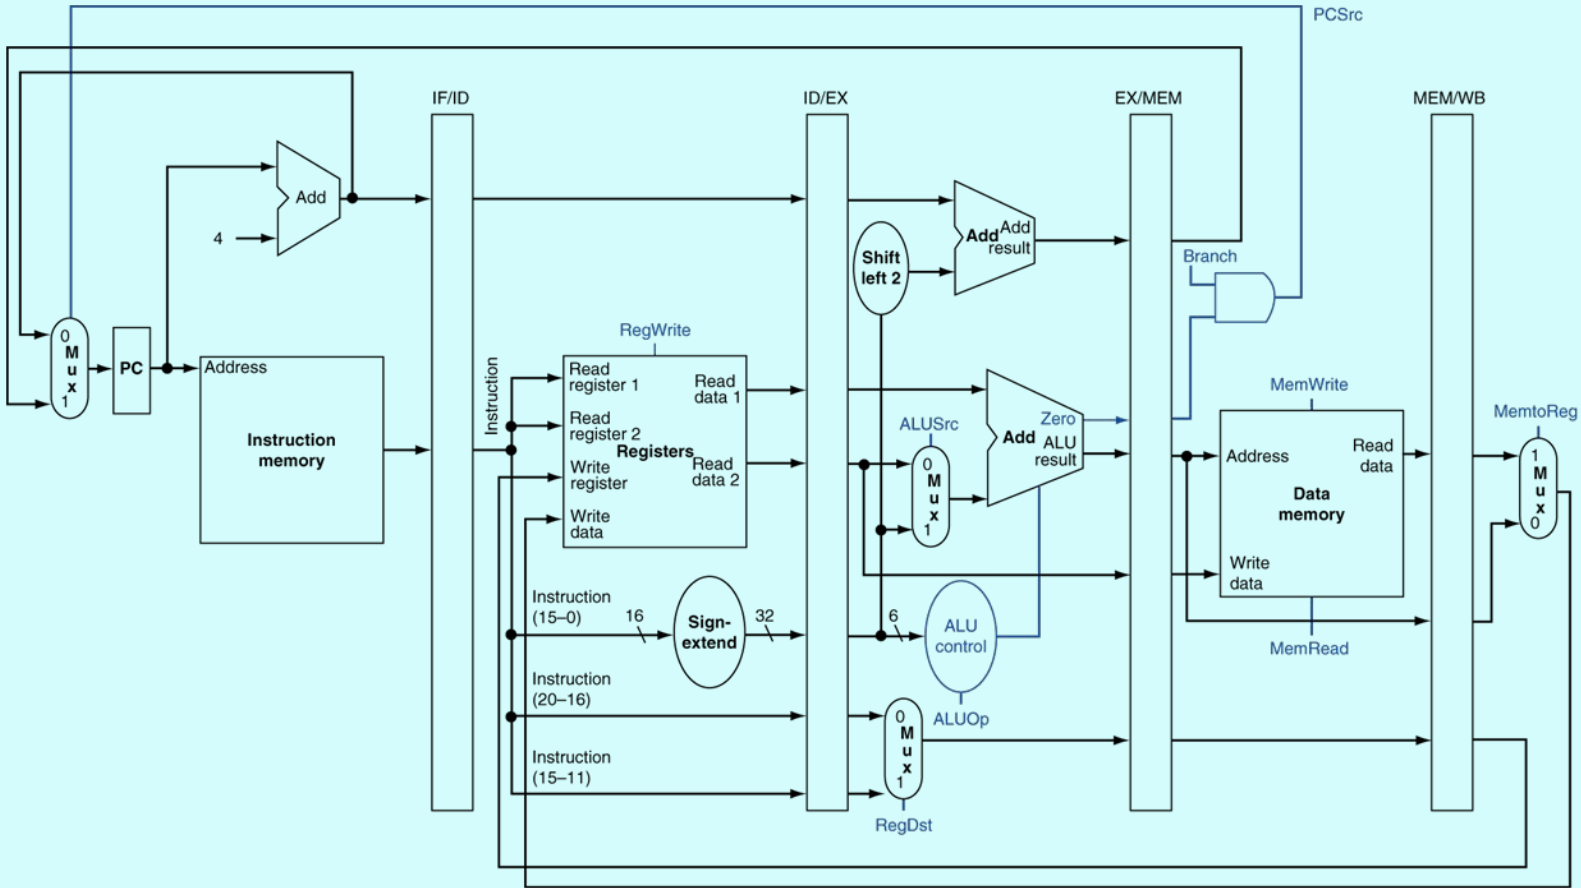 PCSrc
IF/ID
ID/EX
EX/MEM
MEM/WB
Add
4
Add
Add
result
Shift
left 2
Branch
0
M
u
x
1
PC
Address
Instruction
memory
Instruction
RegWrite
Read
register 1
Read
register 2
Write
register
Write
data
Registers
Read
data 1
Read
data 2
ALUSrc
0
M
u
x
1
Zero
Add
ALU
result
MemWrite
Address
Read
data
Data
memory
Write
data
MemRead
MemtoReg
1
M
u
x
0
Instruction
(15–0)
16
Sign-
extend
32
6
ALU
control
ALUOp
Instruction
(20–16)
Instruction
(15–11)
0
M
u
x
1
RegDst